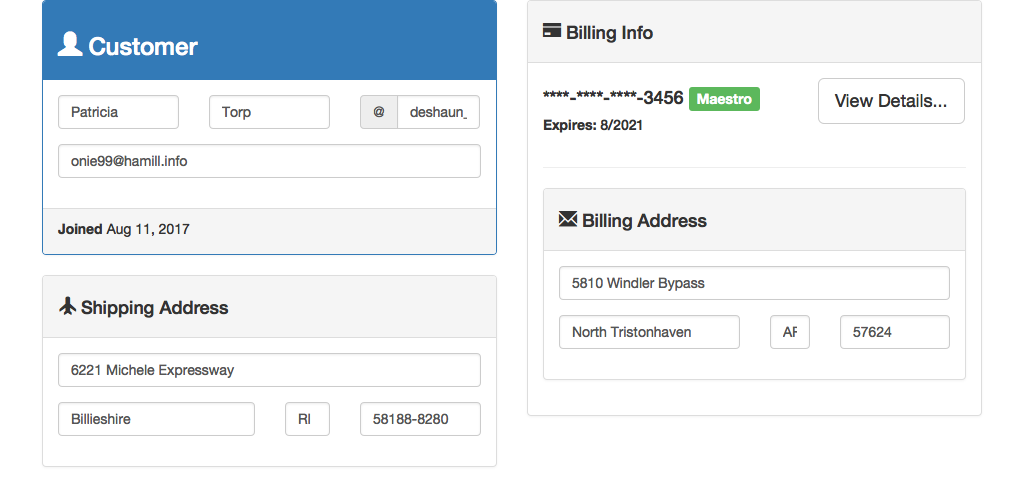 Customer
Patricia Torp @ deshaun_
onie99@hamill.info
Joined Aug 11, 2017
Shipping Address
6221 Michele Expressway
Billieshire RI 58188-8280
Billing Info
****-****-****-3456 Maestro
Expires: 8/2021
View Details...
Billing Address
5810 Windler Bypass
North Tristonhaven 57624